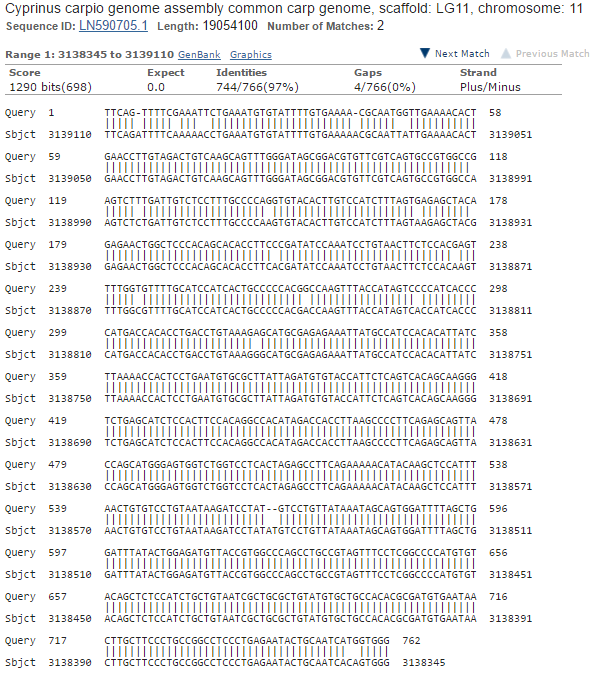 Cyprinus carpio genome assembly common carp genome, scaffold: LG11, chromosome: 11
Sequence ID: LN590705.1 Length: 19054100 Number of Matches: 2
Range 1: 3138345 to 3139110 GenBank Graphics Next Match Previous Match
Score Expect Identities Gaps Strand
1290 bits(698) 0.0 744/766(97%) 4/766(0%) Plus/Minus
Query 1 TTCAG-TTTTCGAAATTCTGAAATGTGTATTTTGTGAAAA-CGCAATGGTTGAAAACACT 58
Sbjct 3139110 TTCAGATTTTCAAAAACCTGAAATGTGTATTTTGTGAAAAACGCAATTATTGAAAACACT 3139051
Query 59 GAACCTTGTAGACTGTCAAGCAGTTTGGGATAGCGGACGTGTTCGTCAGTGCCGTGGCCG 118
Sbjct 3139050 GAACCTTGTAGACTGTCAAGCAGTTTGGGATAGCGGACGTGTTCGTCAGTGCCGTGGCCA 3138991
Query 119 AGTCTTTGATTGTCTCCTTTGCCCCAGGTGTACACTTGTCCATCTTTAGTGAGAGCTACA 178
Sbjct 3138990 AGTCTCTGATTGTCTCCTTTGCCCCAAGTGTACACTTGTCCATCTTTAGTAAGAGCTACG 3138931
Query 179 GAGAACTGGCTCCCACAGCACACCTTCCCGATATCCAAATCCTGTAACTTCTCCACGAGT 238
Sbjct 3138930 GAGAACTGGCTCCCACAGCACACCTTCACGATATCCAAATCCTGTAACTTCTCCACAAGT 3138871
Query 239 TTTGGTGTTTTGCATCCATCACTGCCCCCACGGCCAAGTTTACCATAGTCCCCATCACCC 298
Sbjct 3138870 TTTGGCGTTTTGCATCCATCACTGCCCCCACGACCAAGTTTACCATAGTCACCATCACCC 3138811
Query 299 CATGACCACACCTGACCTGTAAAGAGCATGCGAGAGAAATTATGCCATCCACACATTATC 358
Sbjct 3138810 CATGACCACACCTGACCTGTAAAGGGCATGCGAGAGAAATTATGCCATCCACACATTATC 3138751
Query 359 TTAAAACCACTCCTGAATGTGCGCTTATTAGATGTGTACCATTCTCAGTCACAGCAAGGG 418
Sbjct 3138750 TTAAAACCACTCCTGAATGTGCGCTTATTAGATGTGTACCATTCTCAGTCACAGCAAGGG 3138691
Query 419 TCTGAGCATCTCCACTTCCACAGGCCACATAGACCACCTTAAGCCCCTTCAGAGCAGTTA 478
Sbjct 3138690 TCTGAGCATCTCCACTTCCACAGGCCACATAGACCACCTTAAGCCCCTTCAGAGCAGTTA 3138631
Query 479 CCAGCATGGGAGTGGTCTGGTCCTCACTAGAGCCTTCAGAAAAACATACAAGCTCCATTT 538
Sbjct 3138630 CCAGCATGGGAGTGGTCTGGTCCTCACTAGAGCCTTCAGAAAAACATACAAGCTCCATTT 3138571
Query 539 AACTGTGTCCTGTAATAAGATCCTAT--GTCCTGTTATAAATAGCAGTGGATTTTAGCTG 596
Sbjct 3138570 AACTGTGTCCTGTAATAAGATCCTATATGTCCTGTTATAAATAGCAGTGGATTTTAGCTG 3138511
Query 597 GATTTATACTGGAGATGTTACCGTGGCCCAGCCTGCCGTAGTTTCCTCGGCCCCATGTGT 656
Sbjct 3138510 GATTTATACTGGAGATGTTACCGTGGCCCAGCCTGCCGTAGTTTCCTCGGCCCCATGTGT 3138451
Query 657 ACAGCTCTCCATCTGCTGTAATCGCTGCGCTGTATGTGCTGCCACACGCGATGTGAATAA 716
Sbjct 3138450 ACAGCTCTCCATCTGCTGTAATCGCTGCGCTGTATGTGCTGCCACACGCGATGTGAATAA 3138391
Query 717 CTTGCTTCCCTGCCGGCCTCCCTGAGAATACTGCAATCATGGTGGG 762
Sbjct 3138390 CTTGCTTCCCTGCCGGCCTCCCTGAGAATACTGCAATCACAGTGGG 3138345